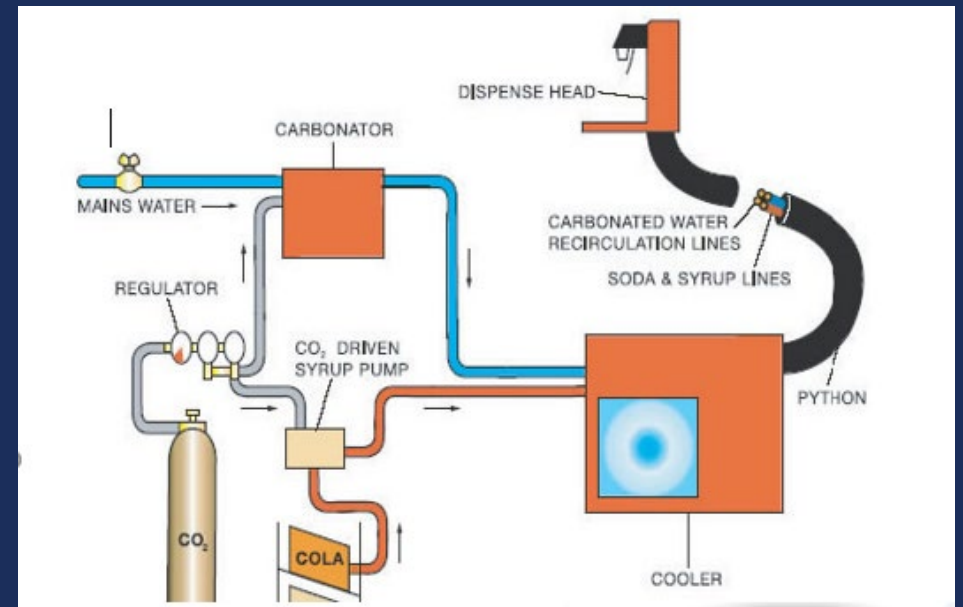 DISPENSE HEAD
CARBONATOR
MAINS WATER
CARBONATED WATER
RECIRCULATION LINES
SODA & SYRUP LINES
REGULATOR
CO₂ DRIVEN
SYRUP PUMP
PYTHON
CO₂
COLA
COOLER